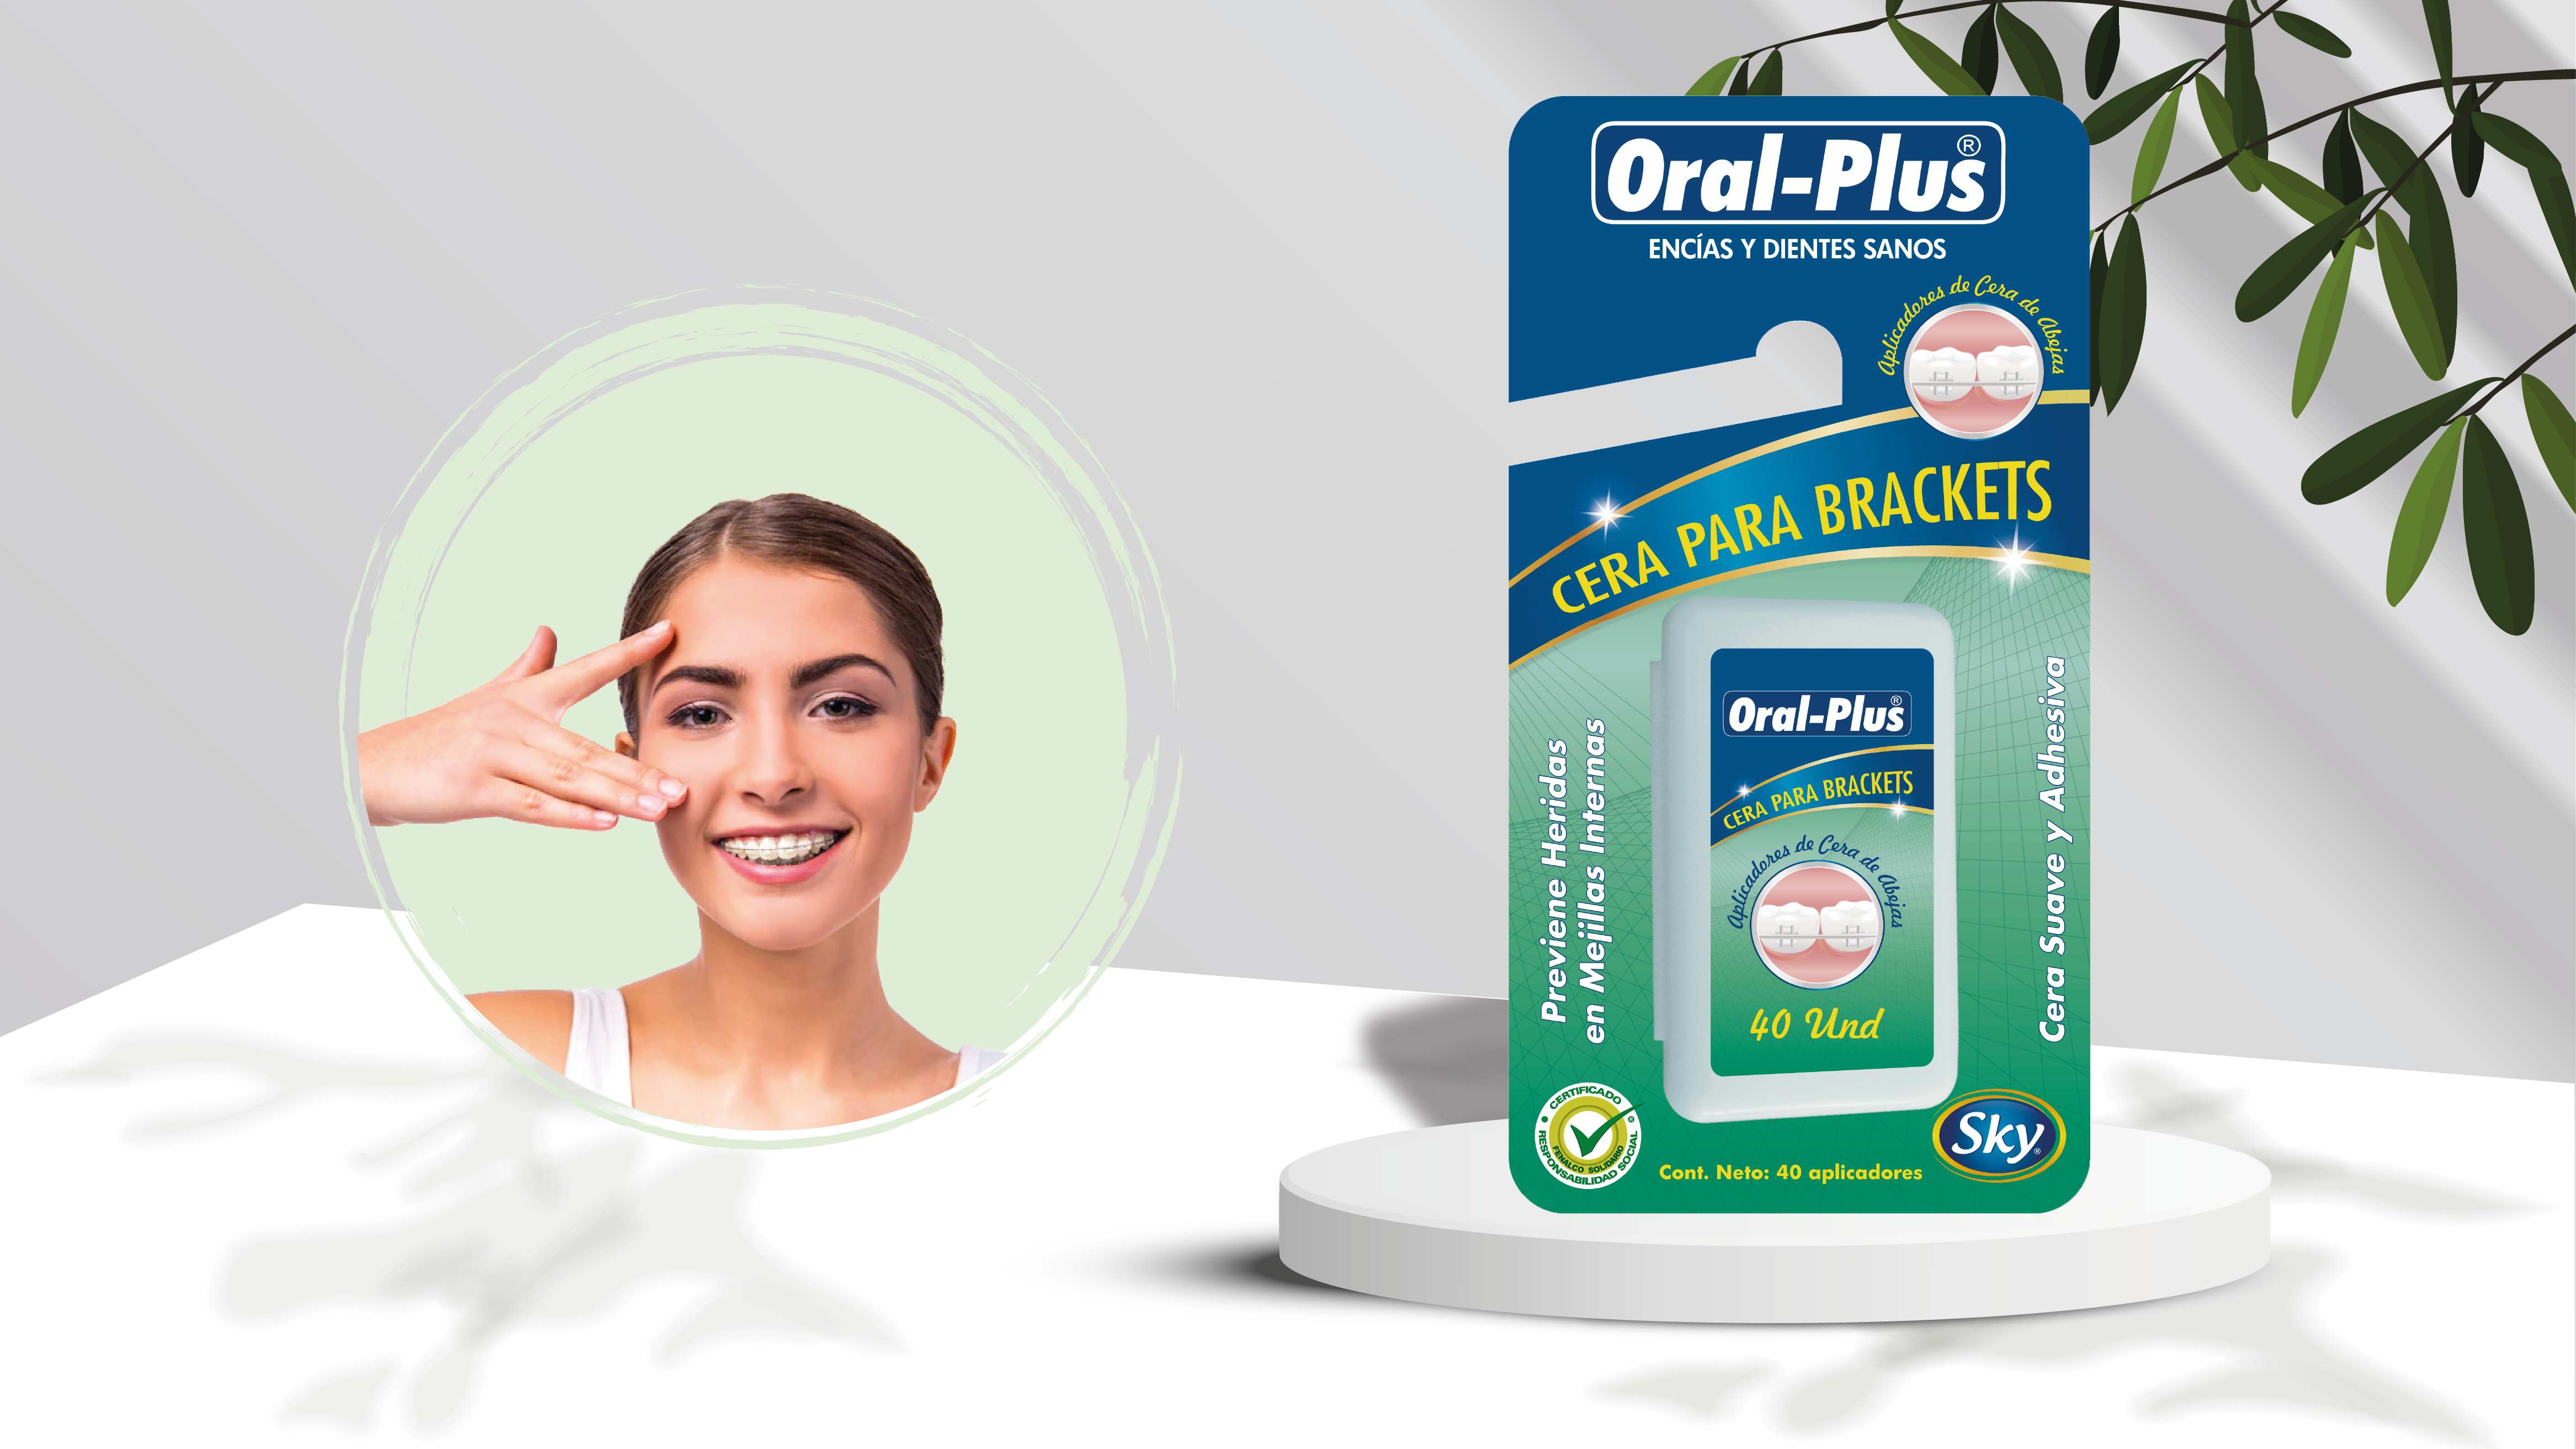 Oral-Plus®
ENCÍAS Y DIENTES SANOS
Aplicadores de Cera de Abejas
CERA PARA BRACKETS
Previene Heridas
en Mejillas Internas
Oral-Plus®
CERA PARA BRACKETS
Aplicadores de Cera de Abejas
40 Und
Cera Suave y Adhesiva
CERTIFICADO
FENALCO SOLIDARIO
RESPONSABILIDAD SOCIAL
Cont. Neto: 40 aplicadores
Sky®